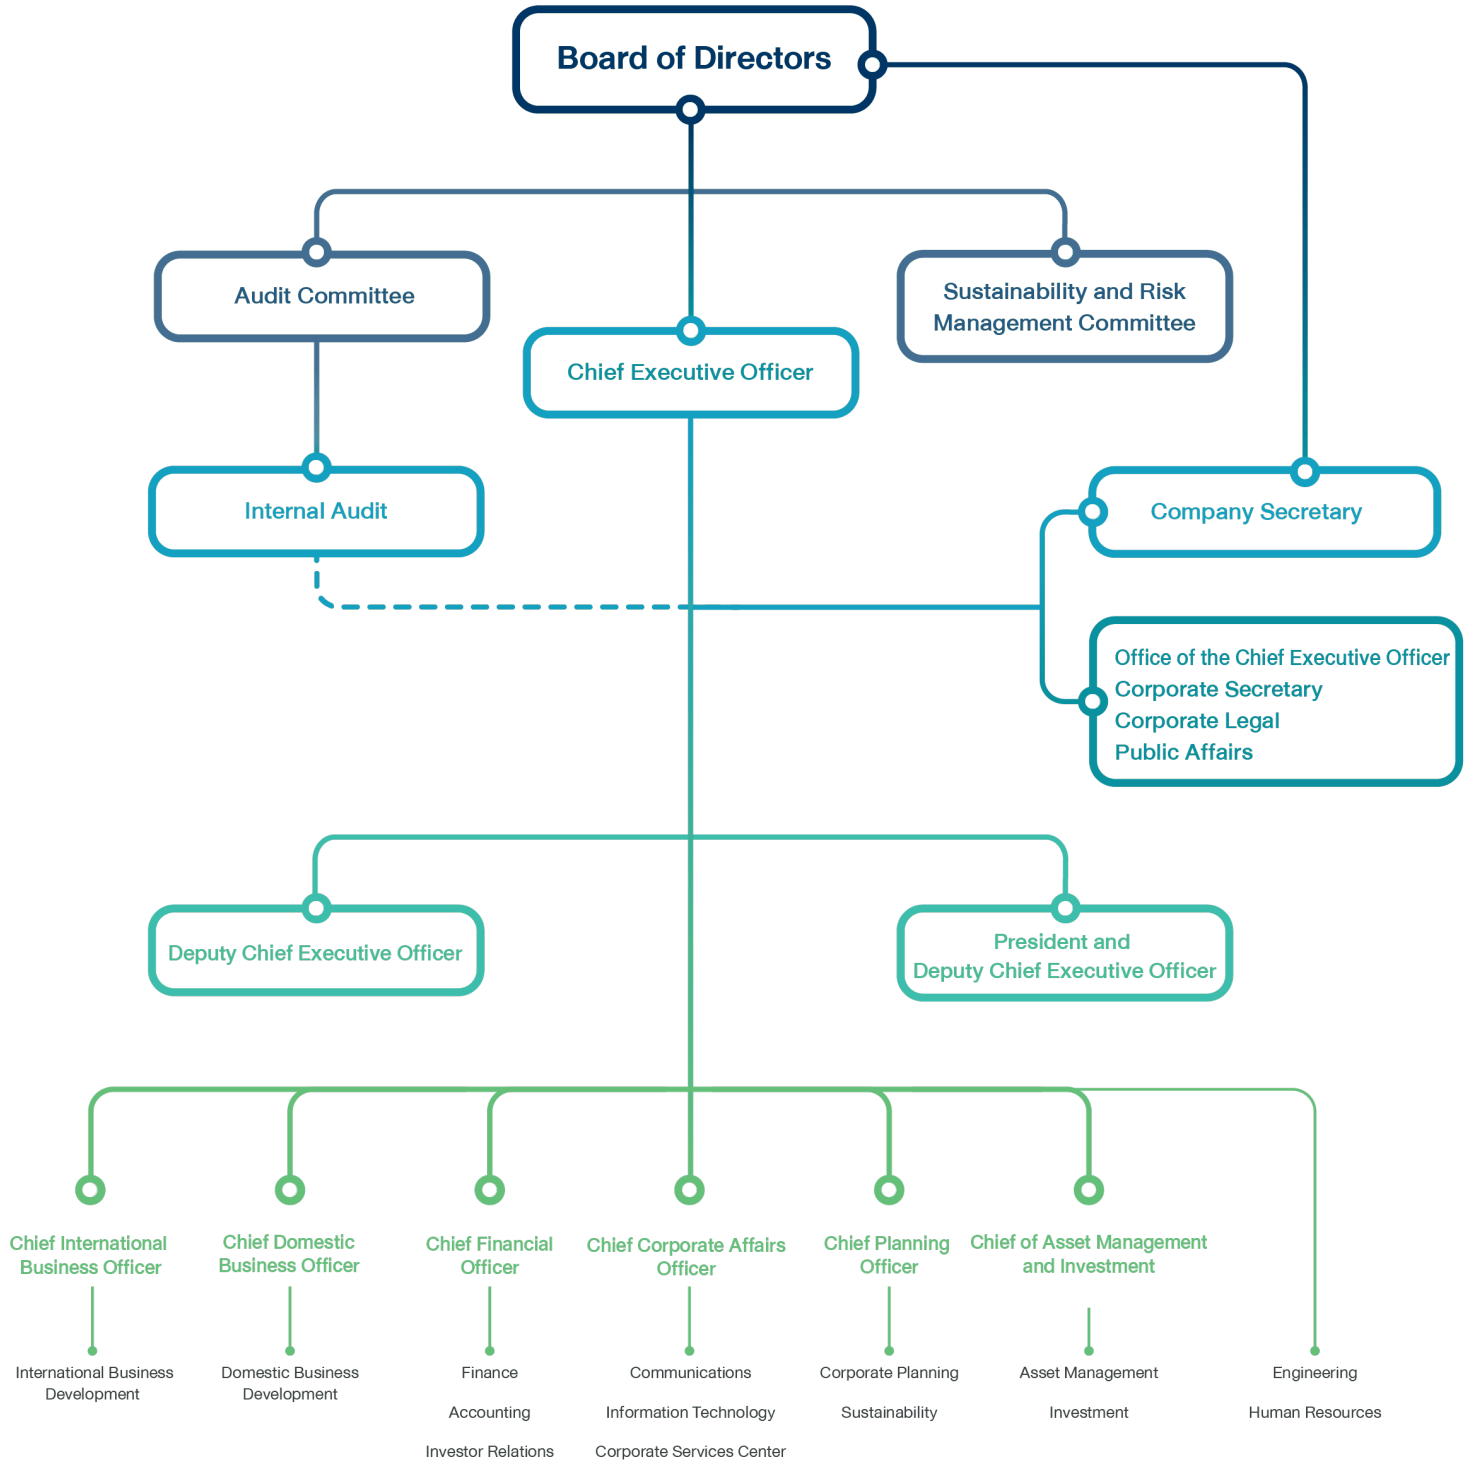 Board of Directors
Audit Committee
Sustainability and Risk
Management Committee
Chief Executive Officer
Internal Audit
Company Secretary
Office of the Chief Executive Officer
Corporate Secretary
Corporate Legal
Public Affairs
Deputy Chief Executive Officer
President and
Deputy Chief Executive Officer
Chief International
Business Officer
Chief Domestic
Business Officer
Chief Financial
Officer
Chief Corporate Affairs
Officer
Chief Planning
Officer
Chief of Asset Management
and Investment
International Business
Development
Domestic Business
Development
Finance
Accounting
Investor Relations
Communications
Information Technology
Corporate Services Center
Corporate Planning
Sustainability
Asset Management
Investment
Engineering
Human Resources